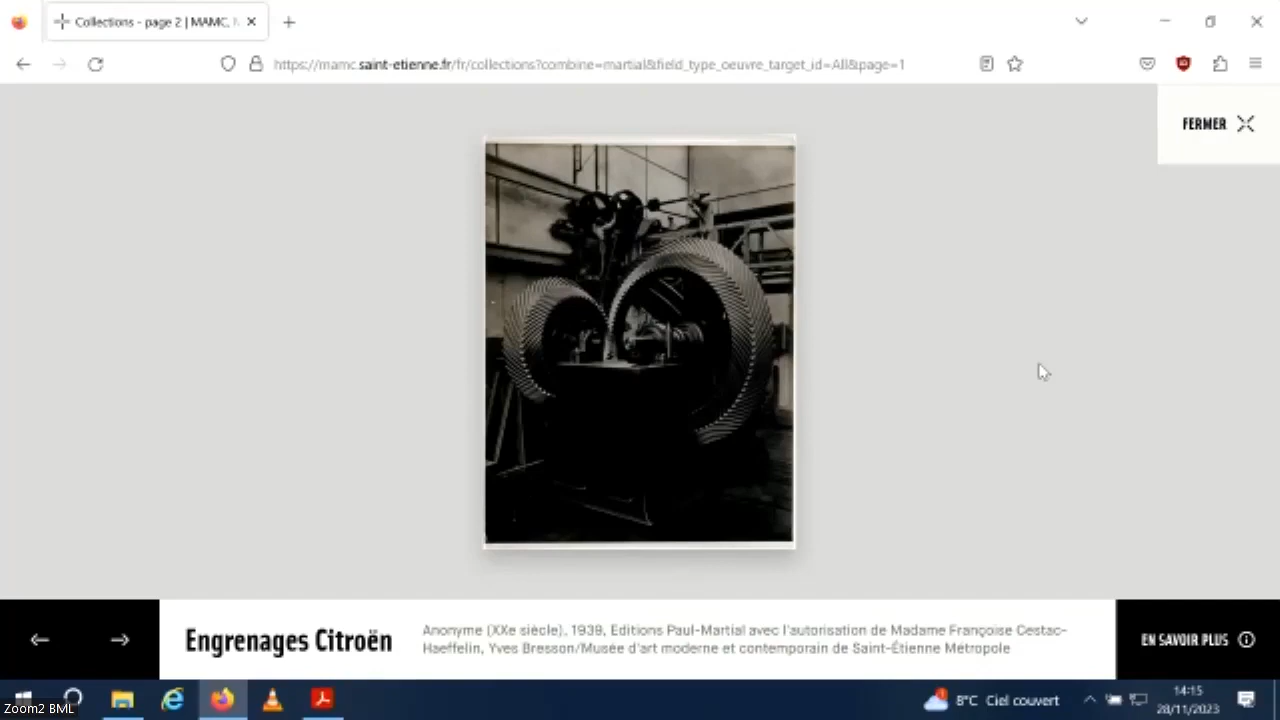 Collections - page 2 | MAMC,
https://mamc.saint-etienne.fr/fr/collections?combine=martial&field_type_oeuvre_target_id=All&page=1
FERMER
Engrenages Citroën
Anonyme (XXe siècle), 1939, Editions Paul-Martial avec l'autorisation de Madame Françoise Cestac-
Haeffelin, Yves Bresson/Musée d'art moderne et contemporain de Saint-Étienne Métropole
EN SAVOIR PLUS
8°C Ciel couvert
14:15
28/11/2023
Zoom2 BML